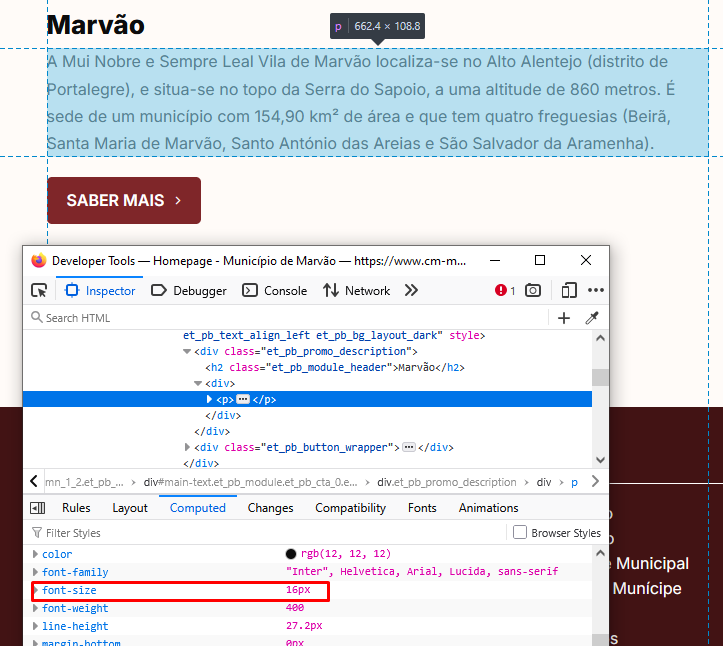 Marvão
p 662.4 × 108.8
A Mui Nobre e Sempre Leal Vila de Marvão localiza-se no Alto Alentejo (distrito de
Portalegre), e situa-se no topo da Serra do Sapoio, a uma altitude de 860 metros. É
sede de um município com 154,90 km² de área e que tem quatro freguesias (Beirã,
Santa Maria de Marvão, Santo António das Areias e São Salvador da Aramenha).
SABER MAIS
Developer Tools — Homepage - Município de Marvão — https://www.cm-m...
Inspector Debugger Console Network 1
Search HTML
et_pb_text_align_left et_pb_bg_layout_dark" style>
<div class="et_pb_promo_description">
<h2 class="et_pb_module_header">Marvão</h2>
<div>
<p> ••• </p>
</div>
</div>
<div class="et_pb_button_wrapper"> ••• </div>
</div>
mn_1_2.et_pb_... › div#main-text.et_pb_module.et_pb_cta_0.e... › div.et_pb_promo_description › div › p
Rules Layout Computed Changes Compatibility Fonts Animations
Filter Styles Browser Styles
color rgb(12, 12, 12)
font-family "Inter", Helvetica, Arial, Lucida, sans-serif
font-size 16px
font-weight 400
line-height 27.2px
margin-bottom 0px
o
o
e Municipal
Munícipe
s